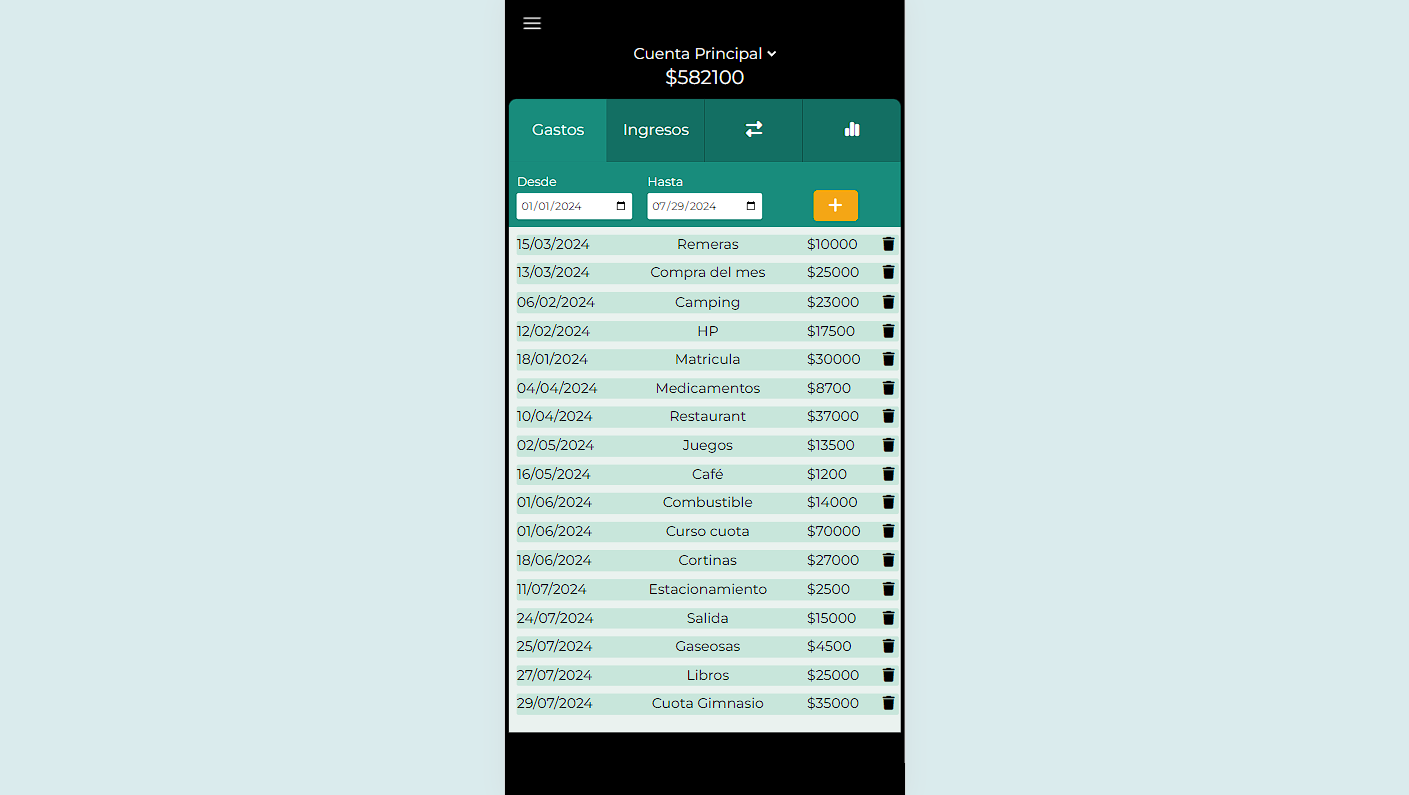 Cuenta Principal
$582100
Gastos Ingresos
Desde Hasta
01/01/2024 07/29/2024
15/03/2024 Remeras $10000
13/03/2024 Compra del mes $25000
06/02/2024 Camping $23000
12/02/2024 HP $17500
18/01/2024 Matricula $30000
04/04/2024 Medicamentos $8700
10/04/2024 Restaurant $37000
02/05/2024 Juegos $13500
16/05/2024 Café $1200
01/06/2024 Combustible $14000
01/06/2024 Curso cuota $70000
18/06/2024 Cortinas $27000
11/07/2024 Estacionamiento $2500
24/07/2024 Salida $15000
25/07/2024 Gaseosas $4500
27/07/2024 Libros $25000
29/07/2024 Cuota Gimnasio $35000